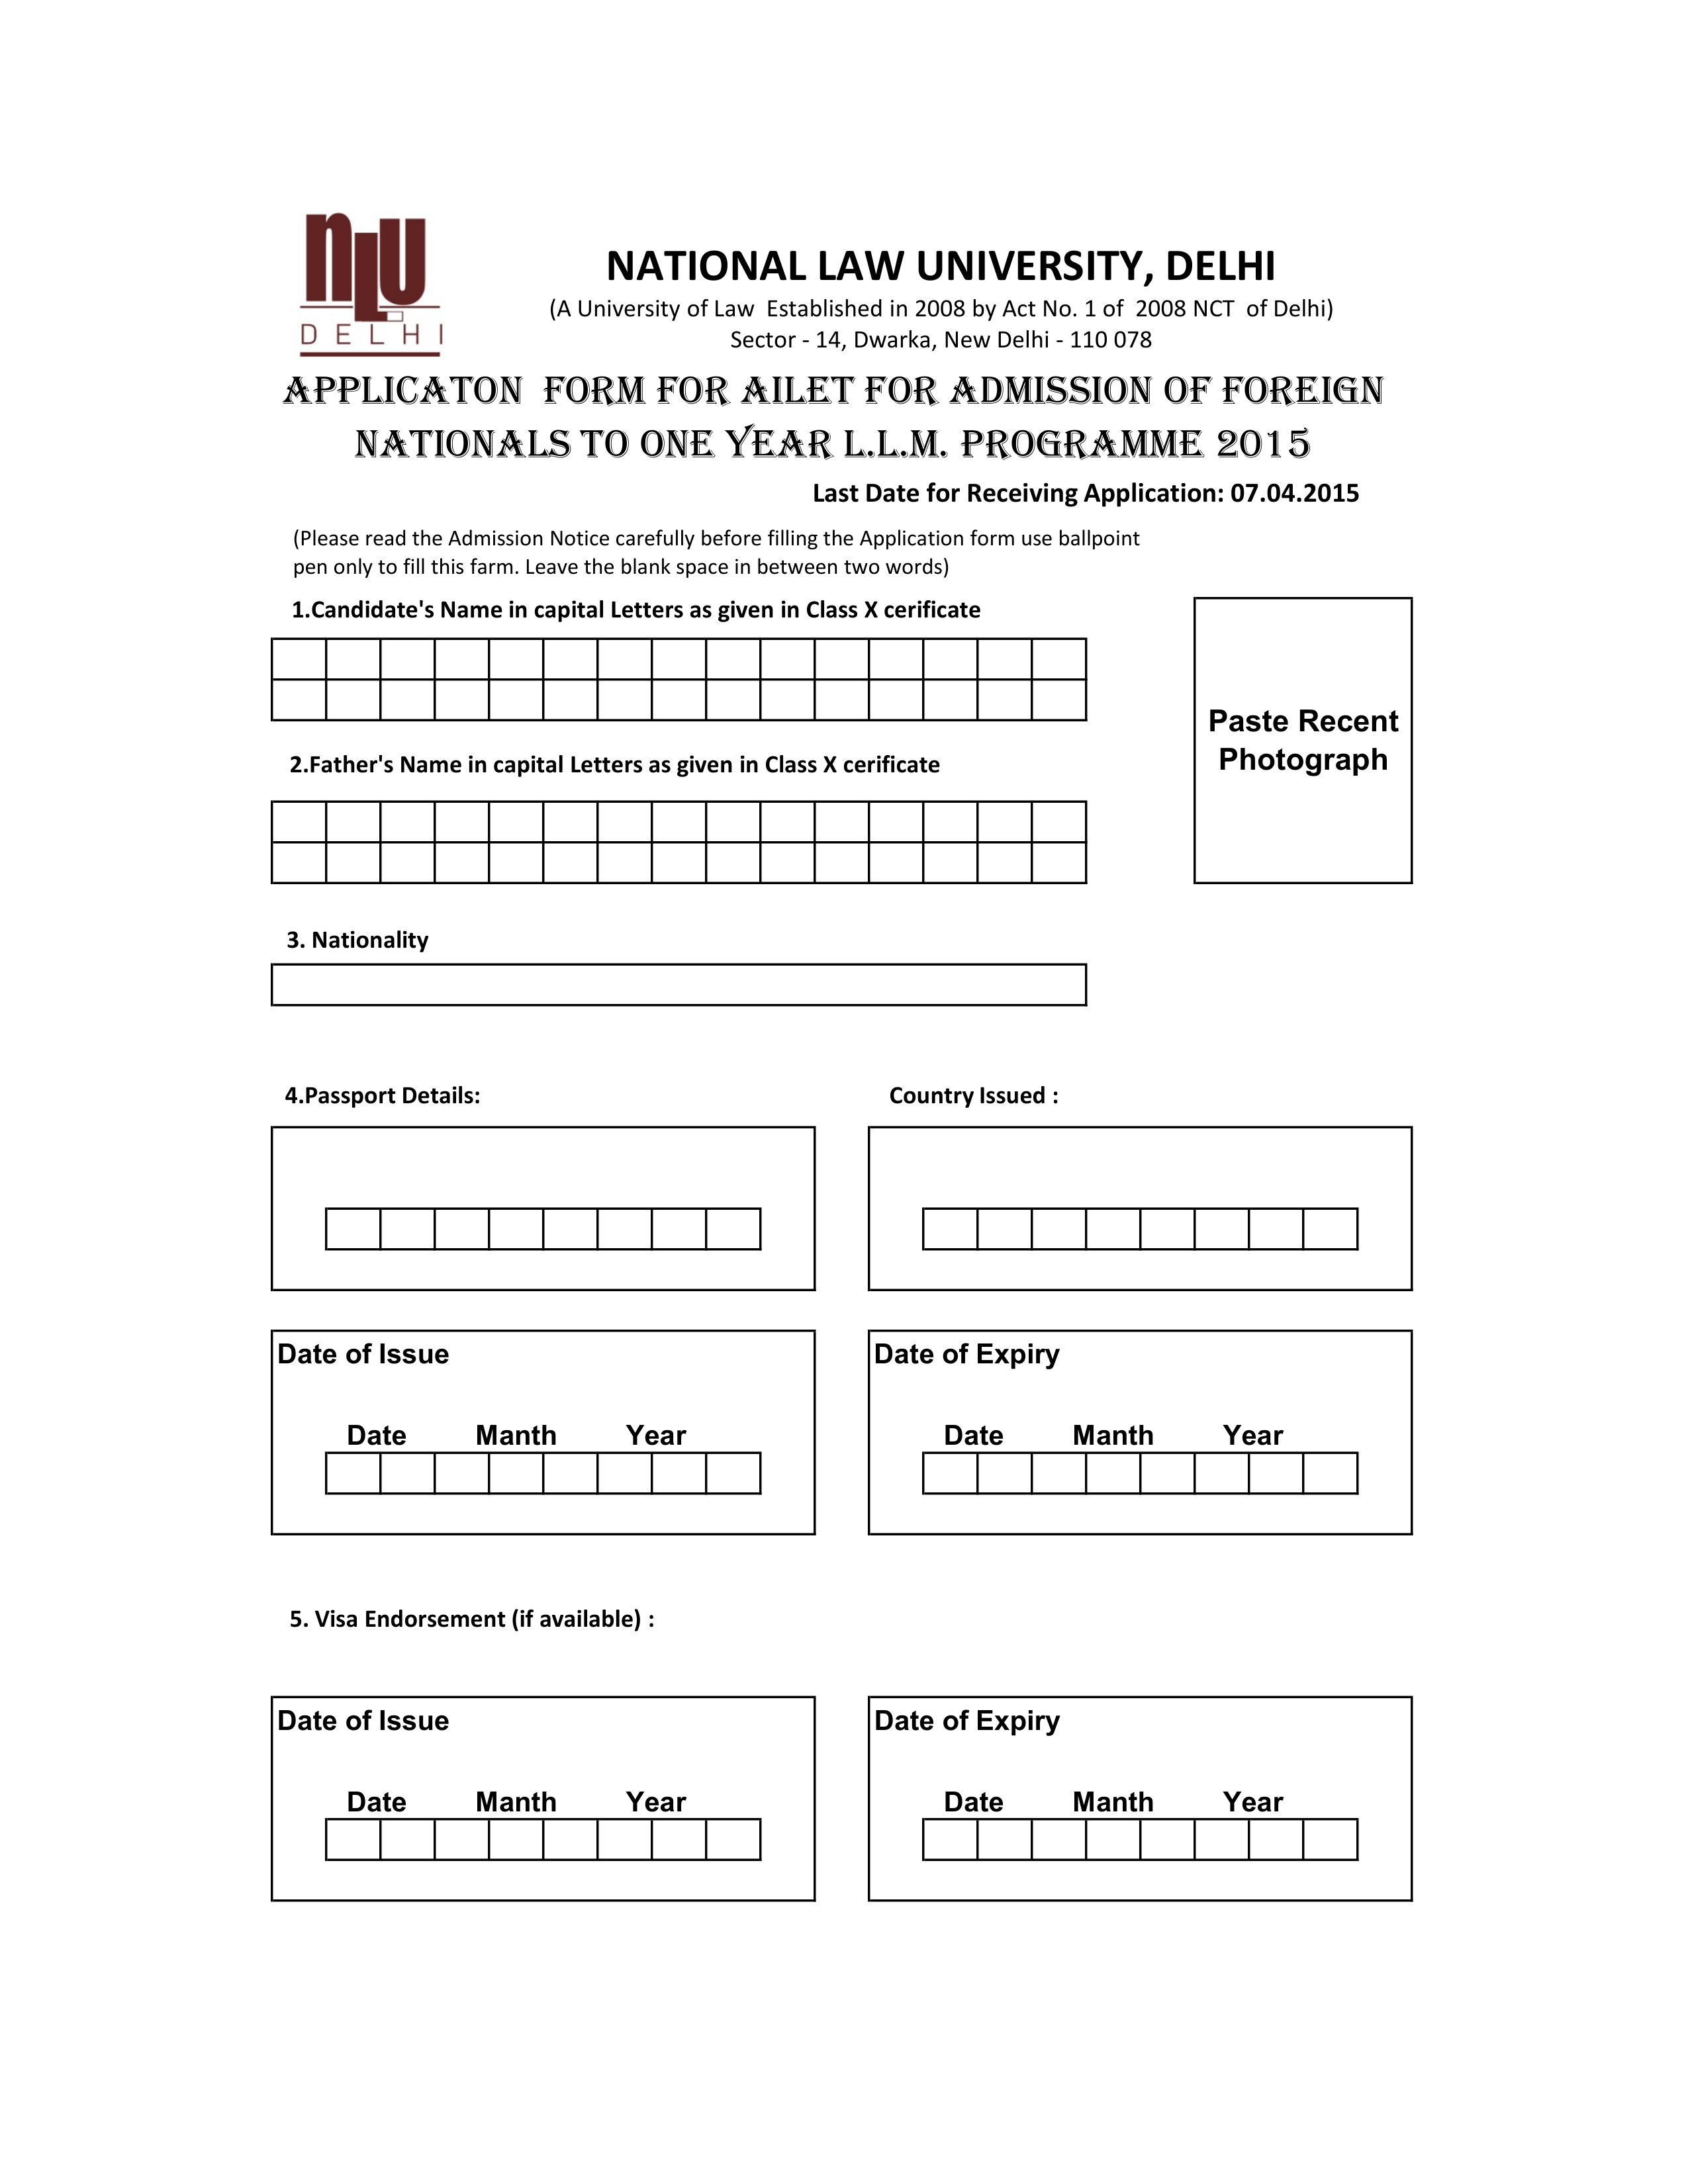 nLU
DELHI
NATIONAL LAW UNIVERSITY, DELHI
(A University of Law Established in 2008 by Act No. 1 of 2008 NCT of Delhi)
Sector - 14, Dwarka, New Delhi - 110 078
APPLICATON FORM FOR AILET FOR ADMISSION OF FOREIGN
NATIONALS TO ONE YEAR L.L.M. PROGRAMME 2015
Last Date for Receiving Application: 07.04.2015
(Please read the Admission Notice carefully before filling the Application form use ballpoint
pen only to fill this farm. Leave the blank space in between two words)
1.Candidate's Name in capital Letters as given in Class X cerificate
Paste Recent
Photograph
2.Father's Name in capital Letters as given in Class X cerificate
3. Nationality
4.Passport Details: Country Issued :
Date of Issue Date of Expiry
Date Manth Year Date Manth Year
5. Visa Endorsement (if available) :
Date of Issue Date of Expiry
Date Manth Year Date Manth Year